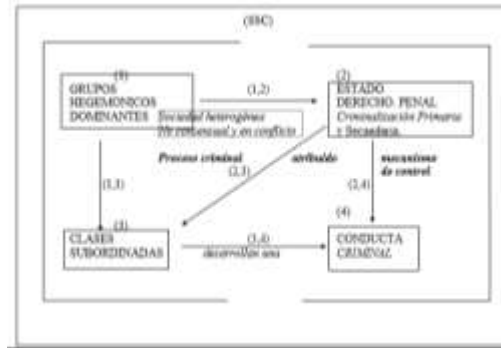 (SSC)
(1)
GRUPOS
HEGEMONICOS
DOMINANTES
(1,2)
Sociedad heterogénea
No consensual y en conflicto
(2)
ESTADO
DERECHO. PENAL
Criminalización Primaria
y Secundaria.
Proceso criminal atribuido
mecanismo
de control
(2,3)
(1,3)
(2,4)
(3)
CLASES
SUBORDINADAS
(3,4)
desarrollan una
(4)
CONDUCTA
CRIMINAL